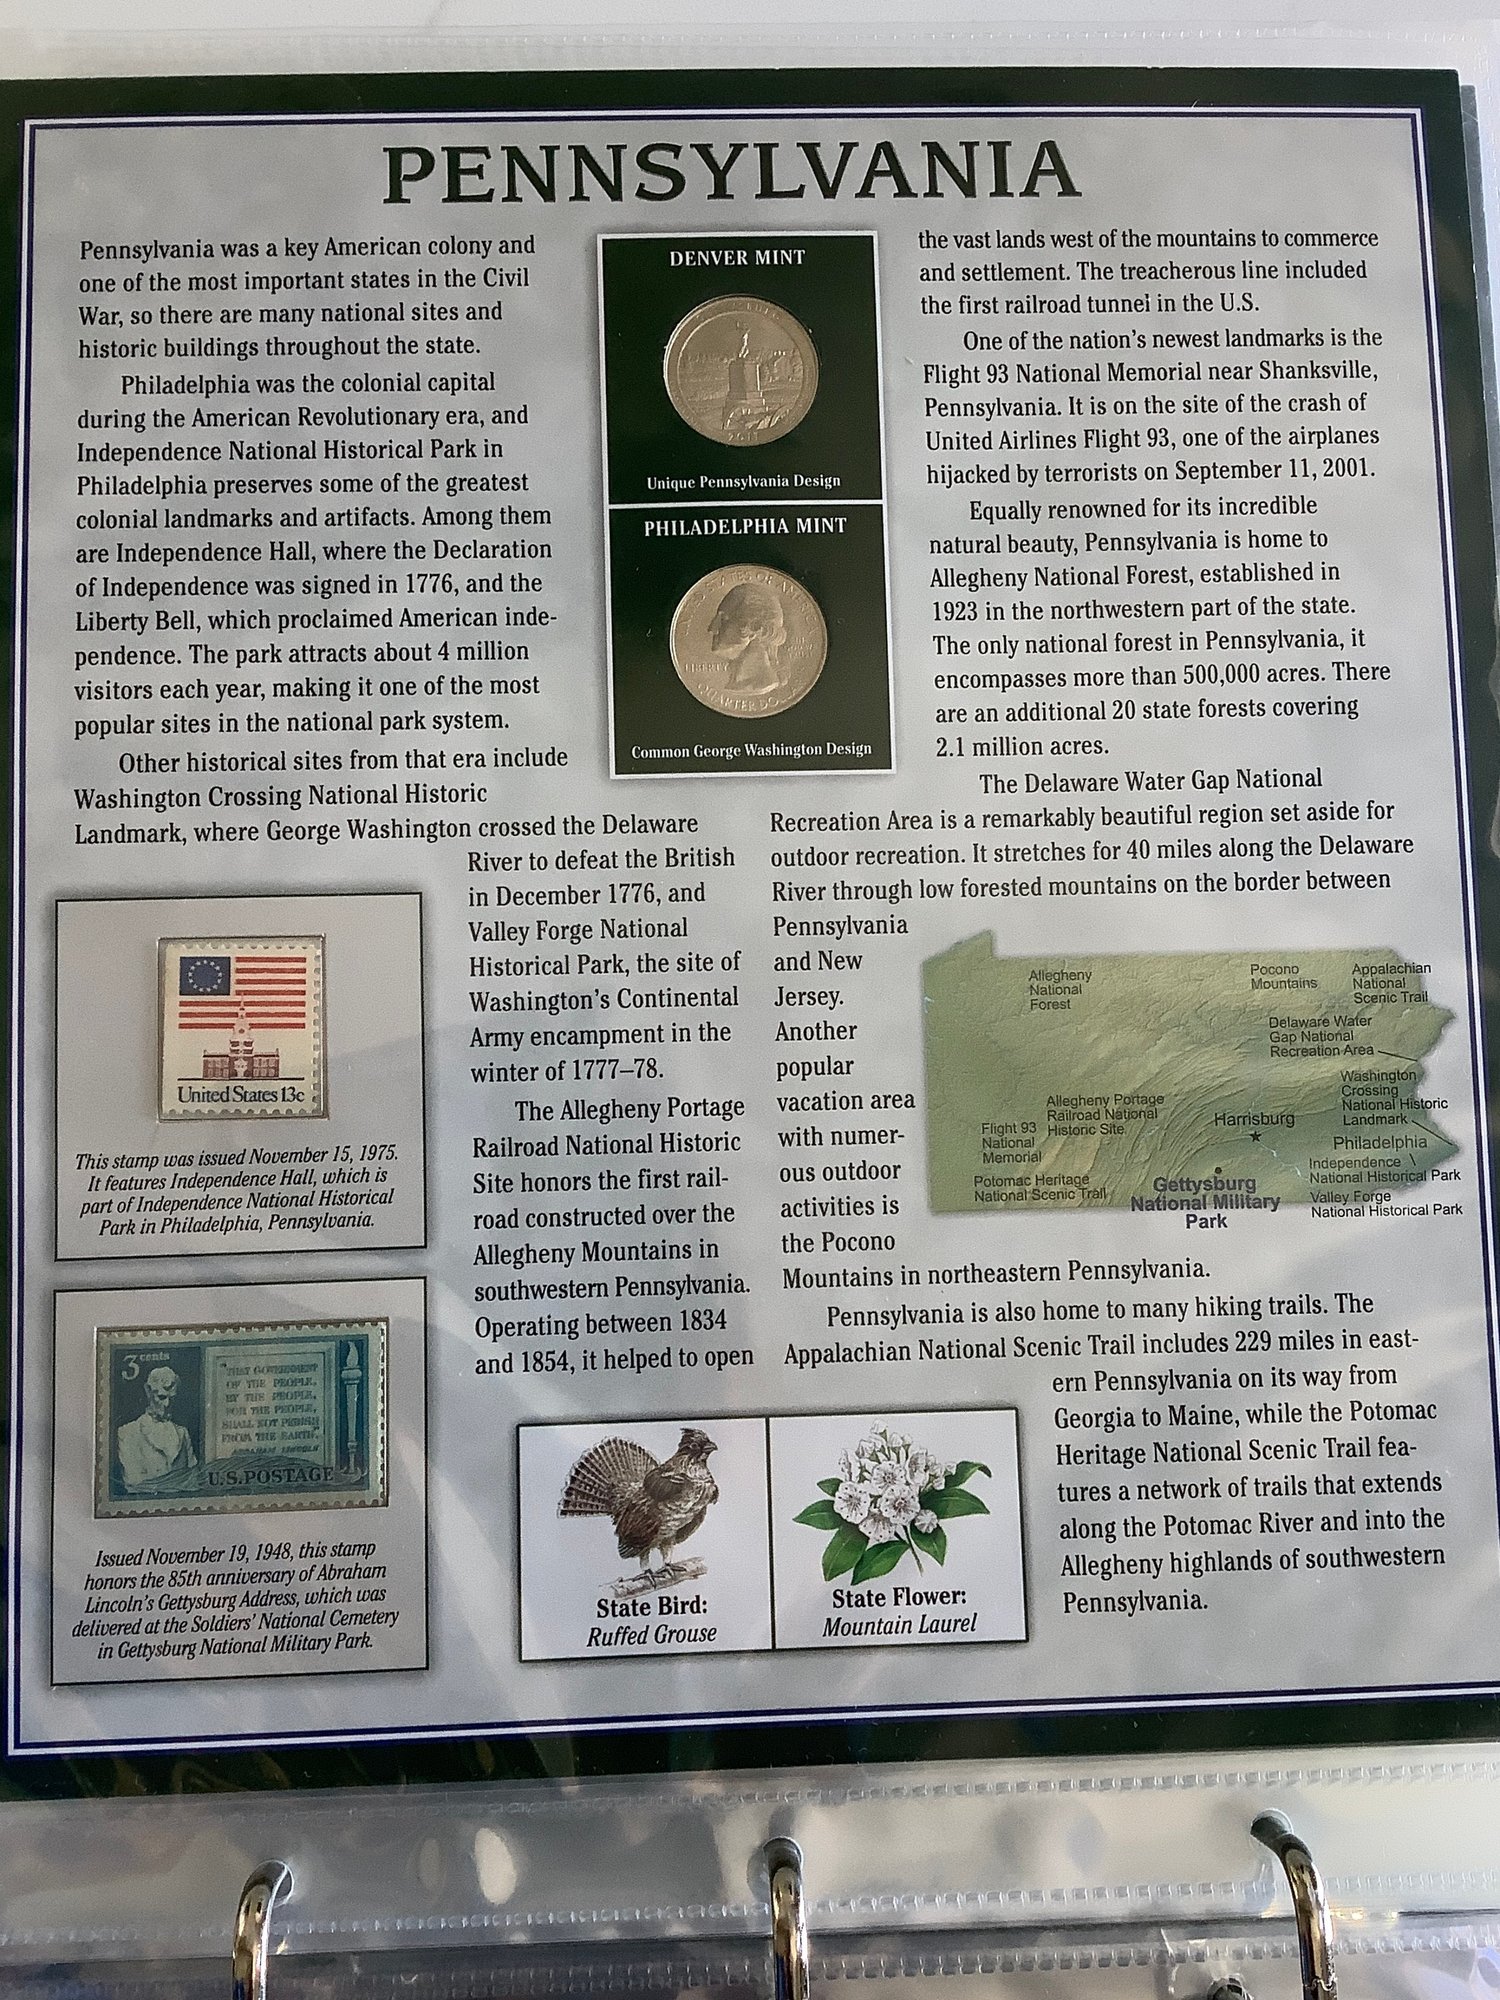 PENNSYLVANIA
Pennsylvania was a key American colony and
one of the most important states in the Civil
War, so there are many national sites and
historic buildings throughout the state.
Philadelphia was the colonial capital
during the American Revolutionary era, and
Independence National Historical Park in
Philadelphia preserves some of the greatest
colonial landmarks and artifacts. Among them
are Independence Hall, where the Declaration
of Independence was signed in 1776, and the
Liberty Bell, which proclaimed American inde-
pendence. The park attracts about 4 million
visitors each year, making it one of the most
popular sites in the national park system.
Other historical sites from that era include
Washington Crossing National Historic
Landmark, where George Washington crossed the Delaware
River to defeat the British
in December 1776, and
Valley Forge National
Historical Park, the site of
Washington's Continental
Army encampment in the
winter of 1777–78.
The Allegheny Portage
Railroad National Historic
Site honors the first rail-
road constructed over the
Allegheny Mountains in
southwestern Pennsylvania.
Operating between 1834
and 1854, it helped to open
DENVER MINT
2011
Unique Pennsylvania Design
PHILADELPHIA MINT
UNITED STATES OF AMERICA
LIBERTY
QUARTER DOLLAR
Common George Washington Design
the vast lands west of the mountains to commerce
and settlement. The treacherous line included
the first railroad tunnel in the U.S.
One of the nation's newest landmarks is the
Flight 93 National Memorial near Shanksville,
Pennsylvania. It is on the site of the crash of
United Airlines Flight 93, one of the airplanes
hijacked by terrorists on September 11, 2001.
Equally renowned for its incredible
natural beauty, Pennsylvania is home to
Allegheny National Forest, established in
1923 in the northwestern part of the state.
The only national forest in Pennsylvania, it
encompasses more than 500,000 acres. There
are an additional 20 state forests covering
2.1 million acres.
The Delaware Water Gap National
Recreation Area is a remarkably beautiful region set aside for
outdoor recreation. It stretches for 40 miles along the Delaware
River through low forested mountains on the border between
Pennsylvania
and New
Jersey.
Another
popular
vacation area
with numer-
ous outdoor
activities is
the Pocono
Mountains in northeastern Pennsylvania.
Pennsylvania is also home to many hiking trails. The
Appalachian National Scenic Trail includes 229 miles in east-
ern Pennsylvania on its way from
Georgia to Maine, while the Potomac
Heritage National Scenic Trail fea-
tures a network of trails that extends
along the Potomac River and into the
Allegheny highlands of southwestern
Pennsylvania.
Allegheny
National
Forest
Pocono
Mountains
Appalachian
National
Scenic Trail
Delaware Water
Gap National
Recreation Area
Washington
Crossing
National Historic
Landmark
Allegheny Portage
Railroad National
Historic Site
Harrisburg
Flight 93
National
Memorial
Philadelphia
Independence
National Historical Park
Potomac Heritage
National Scenic Trail
Gettysburg
National Military
Park
Valley Forge
National Historical Park
United States 13c
This stamp was issued November 15, 1975.
It features Independence Hall, which is
part of Independence National Historical
Park in Philadelphia, Pennsylvania.
3 cents
"THAT GOVERNMENT
OF THE PEOPLE,
BY THE PEOPLE,
FOR THE PEOPLE,
SHALL NOT PERISH
FROM THE EARTH."
ABRAHAM LINCOLN
U.S. POSTAGE
Issued November 19, 1948, this stamp
honors the 85th anniversary of Abraham
Lincoln's Gettysburg Address, which was
delivered at the Soldiers' National Cemetery
in Gettysburg National Military Park.
State Bird:
Ruffed Grouse
State Flower:
Mountain Laurel